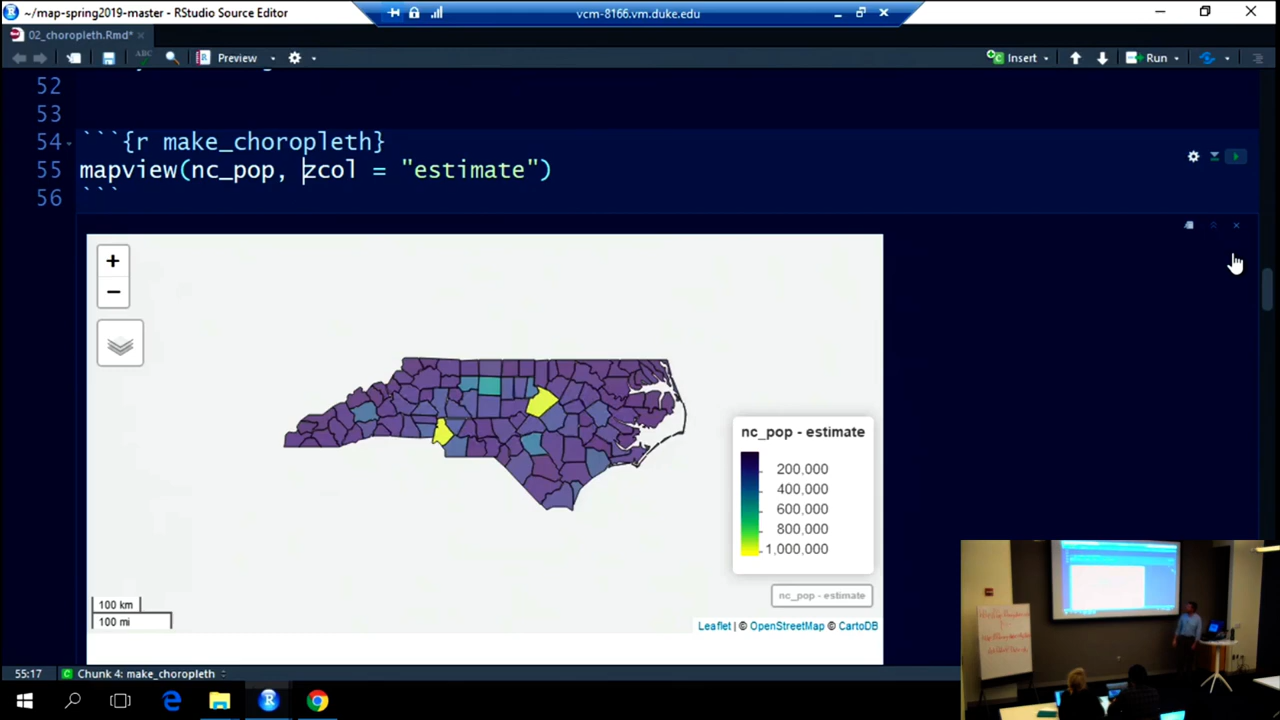 ~/map-spring2019-master - RStudio Source Editor
vcm-8166.vm.duke.edu
02_choropleth.Rmd*
ABC
Preview
Insert
Run
52
53
54 ```{r make_choropleth}
55 mapview(nc_pop, zcol = "estimate")
56 ```
+
−
nc_pop - estimate
200,000
400,000
600,000
800,000
1,000,000
nc_pop - estimate
100 km
100 mi
Leaflet | © OpenStreetMap © CartoDB
55:17
Chunk 4: make_choropleth